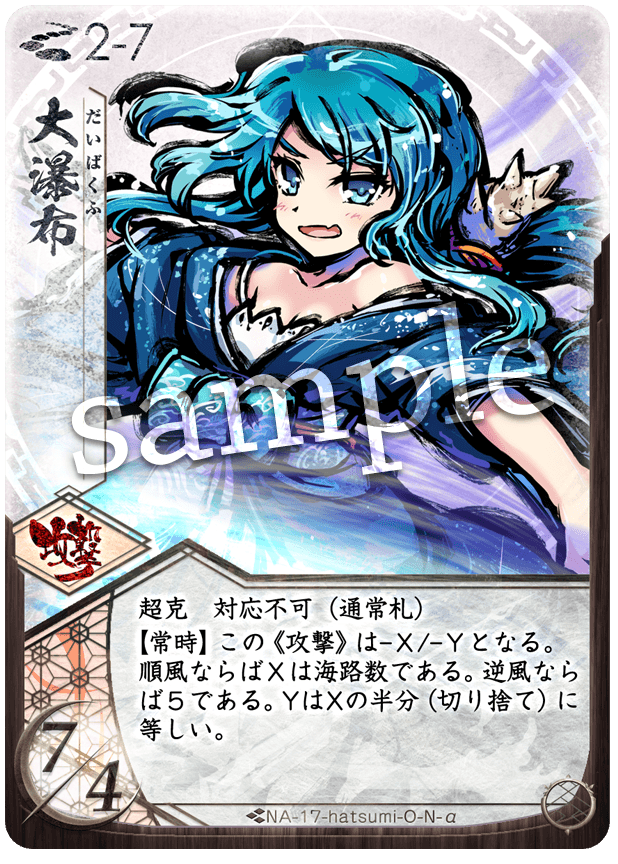 2-7
大瀑布
だいばくふ
sample
攻撃
超克 対応不可（通常札）
【常時】この《攻撃》は-X/-Yとなる。
順風ならばXは海路数である。逆風なら
ば5である。YはXの半分（切り捨て）に
等しい。
7/4
NA-17-hatsumi-O-N-α